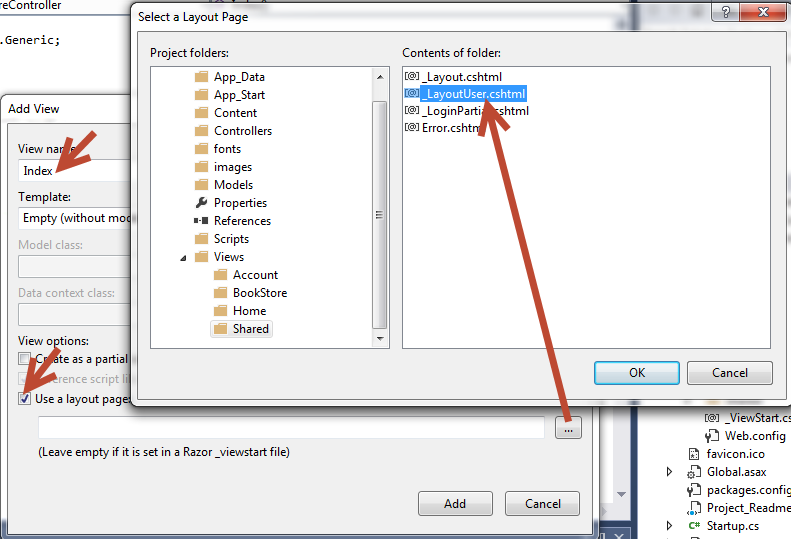 reController
.Generic;
Select a Layout Page
Project folders:
App_Data
App_Start
Content
Controllers
fonts
images
Models
Properties
References
Scripts
Views
Account
BookStore
Home
Shared
Contents of folder:
_Layout.cshtml
_LayoutUser.cshtml
_LoginPartial.cshtml
Error.cshtml
OK
Cancel
Add View
View name:
Index
Template:
Empty (without mod
Model class:
Data context class:
View options:
Create as a partial
Reference script li
Use a layout page:
...
(Leave empty if it is set in a Razor _viewstart file)
Add
Cancel
_ViewStart.cs
Web.config
favicon.ico
Global.asax
packages.config
Project_Readme
Startup.cs